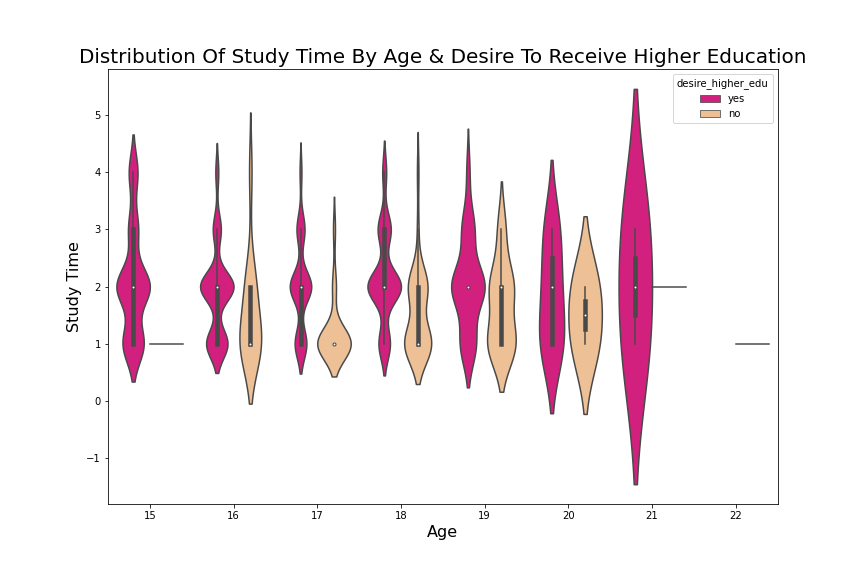 Distribution Of Study Time By Age & Desire To Receive Higher Education
desire_higher_edu
yes
no
5
4
3
2
1
0
−1
Study Time
15 16 17 18 19 20 21 22
Age